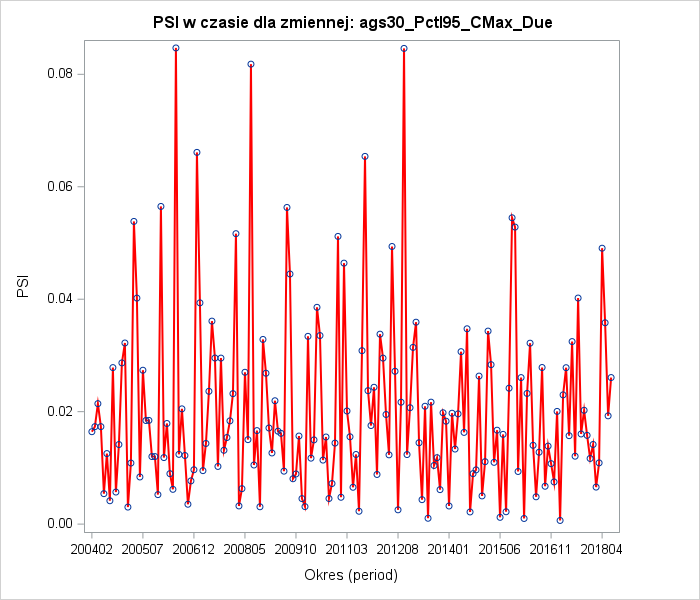 PSI w czasie dla zmiennej: ags30_Pctl95_CMax_Due
0.08
0.06
0.04
0.02
0.00
PSI
200402 200507 200612 200805 200910 201103 201208 201401 201506 201611 201804
Okres (period)